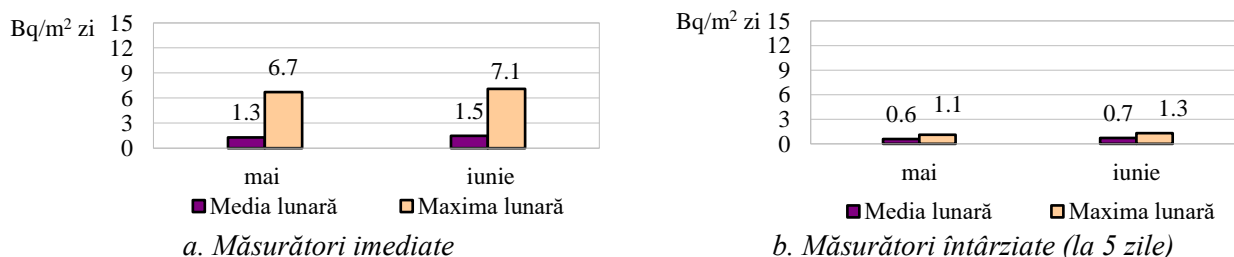 Bq/m² zi
15
12
9
6
3
0
6.7
7.1
1.3
1.5
mai
iunie
Media lunară
Maxima lunară
a. Măsurători imediate
Bq/m² zi
15
12
9
6
3
0
0.6
1.1
0.7
1.3
mai
iunie
Media lunară
Maxima lunară
b. Măsurători întârziate (la 5 zile)